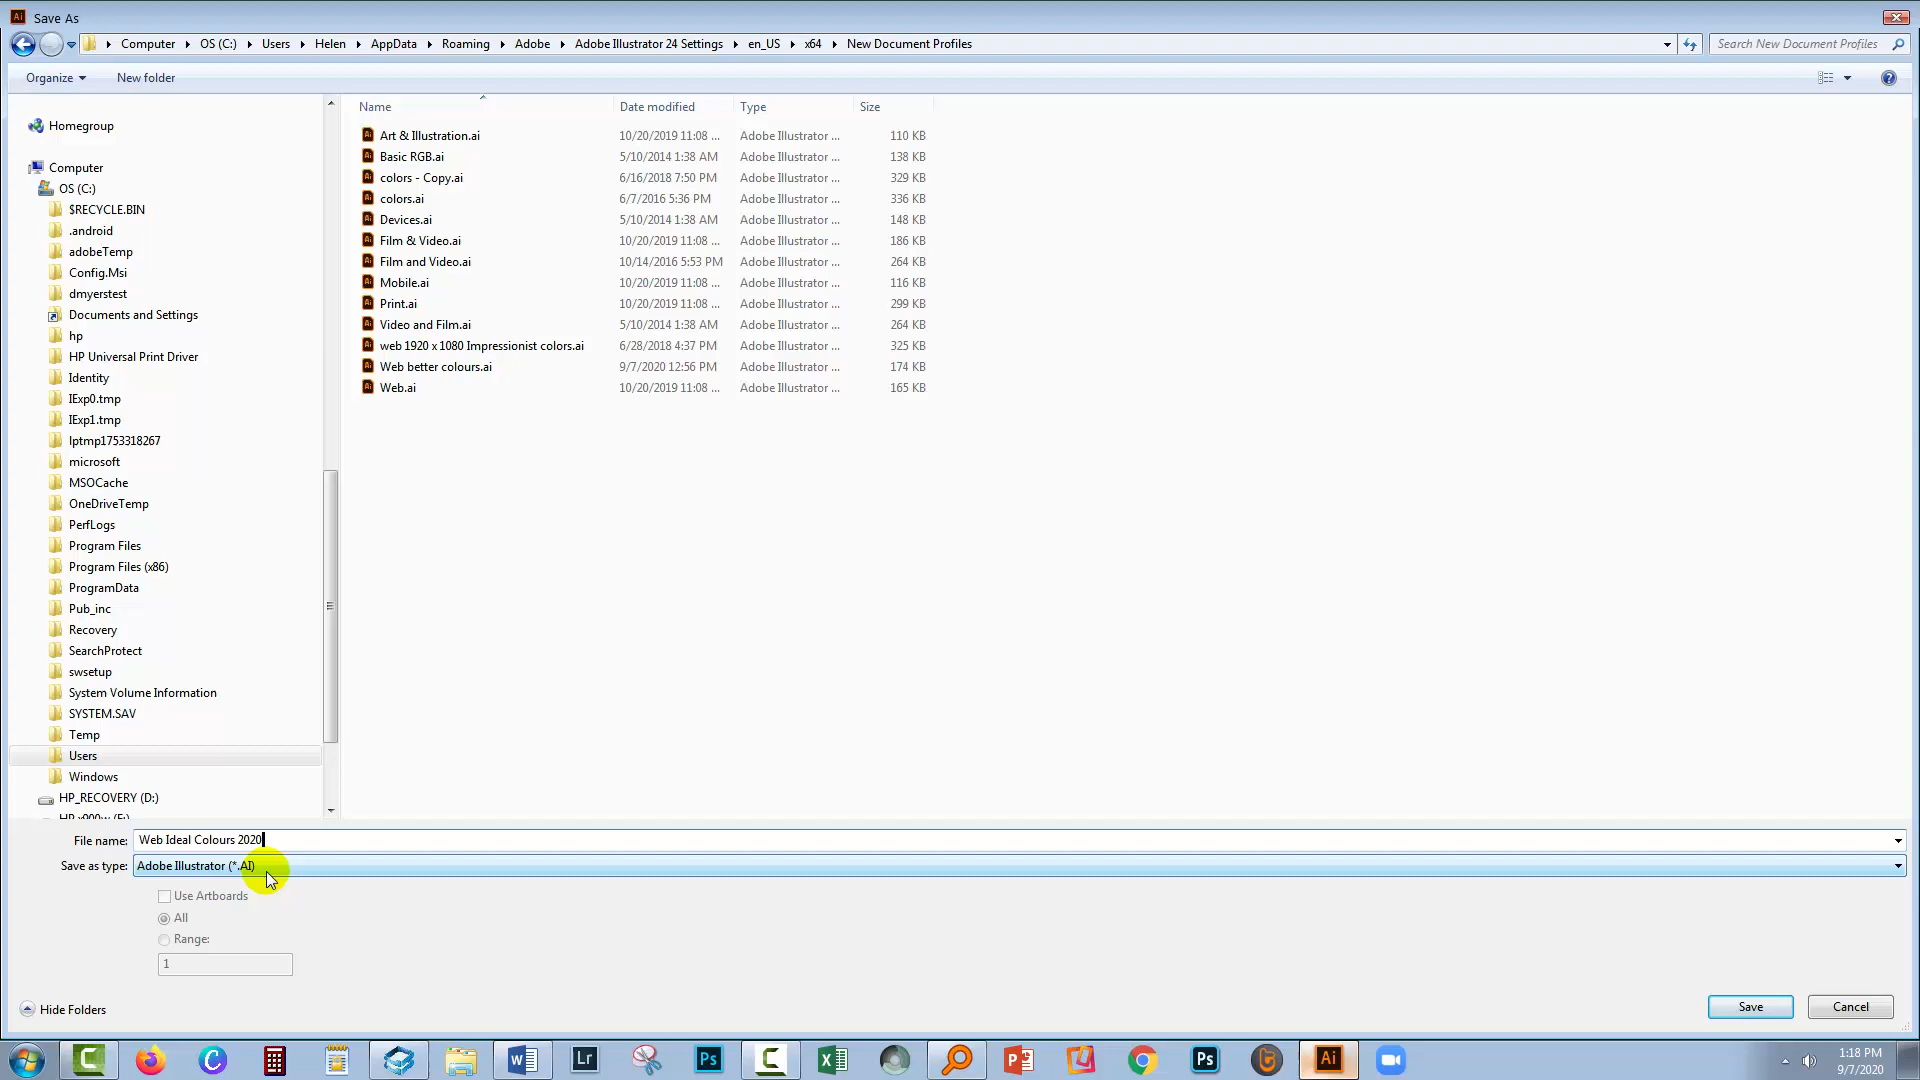 Ai Save As
Computer OS (C:) Users Helen AppData Roaming Adobe Adobe Illustrator 24 Settings en_US x64 New Document Profiles Search New Document Profiles
Organize New folder
Name Date modified Type Size
Homegroup
Computer
OS (C:)
$RECYCLE.BIN
.android
adobeTemp
Config.Msi
dmyerstest
Documents and Settings
hp
HP Universal Print Driver
Identity
IExp0.tmp
IExp1.tmp
lptmp1753318267
microsoft
MSOCache
OneDriveTemp
PerfLogs
Program Files
Program Files (x86)
ProgramData
Pub_inc
Recovery
SearchProtect
swsetup
System Volume Information
SYSTEM.SAV
Temp
Users
Windows
HP_RECOVERY (D:)
Art & Illustration.ai 10/20/2019 11:08 ... Adobe Illustrator ... 110 KB
Basic RGB.ai 5/10/2014 1:38 AM Adobe Illustrator ... 138 KB
colors - Copy.ai 6/16/2018 7:50 PM Adobe Illustrator ... 329 KB
colors.ai 6/7/2016 5:36 PM Adobe Illustrator ... 336 KB
Devices.ai 5/10/2014 1:38 AM Adobe Illustrator ... 148 KB
Film & Video.ai 10/20/2019 11:08 ... Adobe Illustrator ... 186 KB
Film and Video.ai 10/14/2016 5:53 PM Adobe Illustrator ... 264 KB
Mobile.ai 10/20/2019 11:08 ... Adobe Illustrator ... 116 KB
Print.ai 10/20/2019 11:08 ... Adobe Illustrator ... 299 KB
Video and Film.ai 5/10/2014 1:38 AM Adobe Illustrator ... 264 KB
web 1920 x 1080 Impressionist colors.ai 6/28/2018 4:37 PM Adobe Illustrator ... 325 KB
Web better colours.ai 9/7/2020 12:56 PM Adobe Illustrator ... 174 KB
Web.ai 10/20/2019 11:08 ... Adobe Illustrator ... 165 KB
File name: Web Ideal Colours 2020
Save as type: Adobe Illustrator (*.AI)
Use Artboards
All
Range:
1
Hide Folders Save Cancel
Lr Ps Ps Ai
1:18 PM
9/7/2020